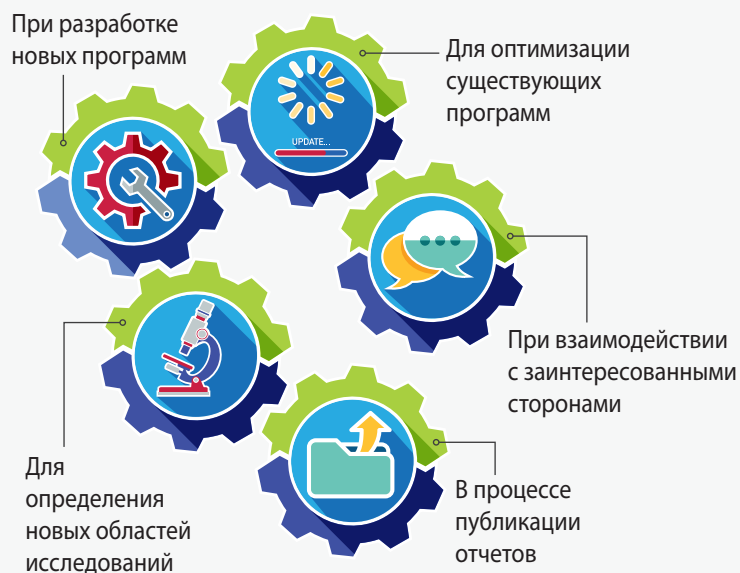 При разработке
новых программ
Для оптимизации
существующих
программ
UPDATE...
При взаимодействии
с заинтересованными
сторонами
Для
определения
новых областей
исследований
В процессе
публикации
отчетов